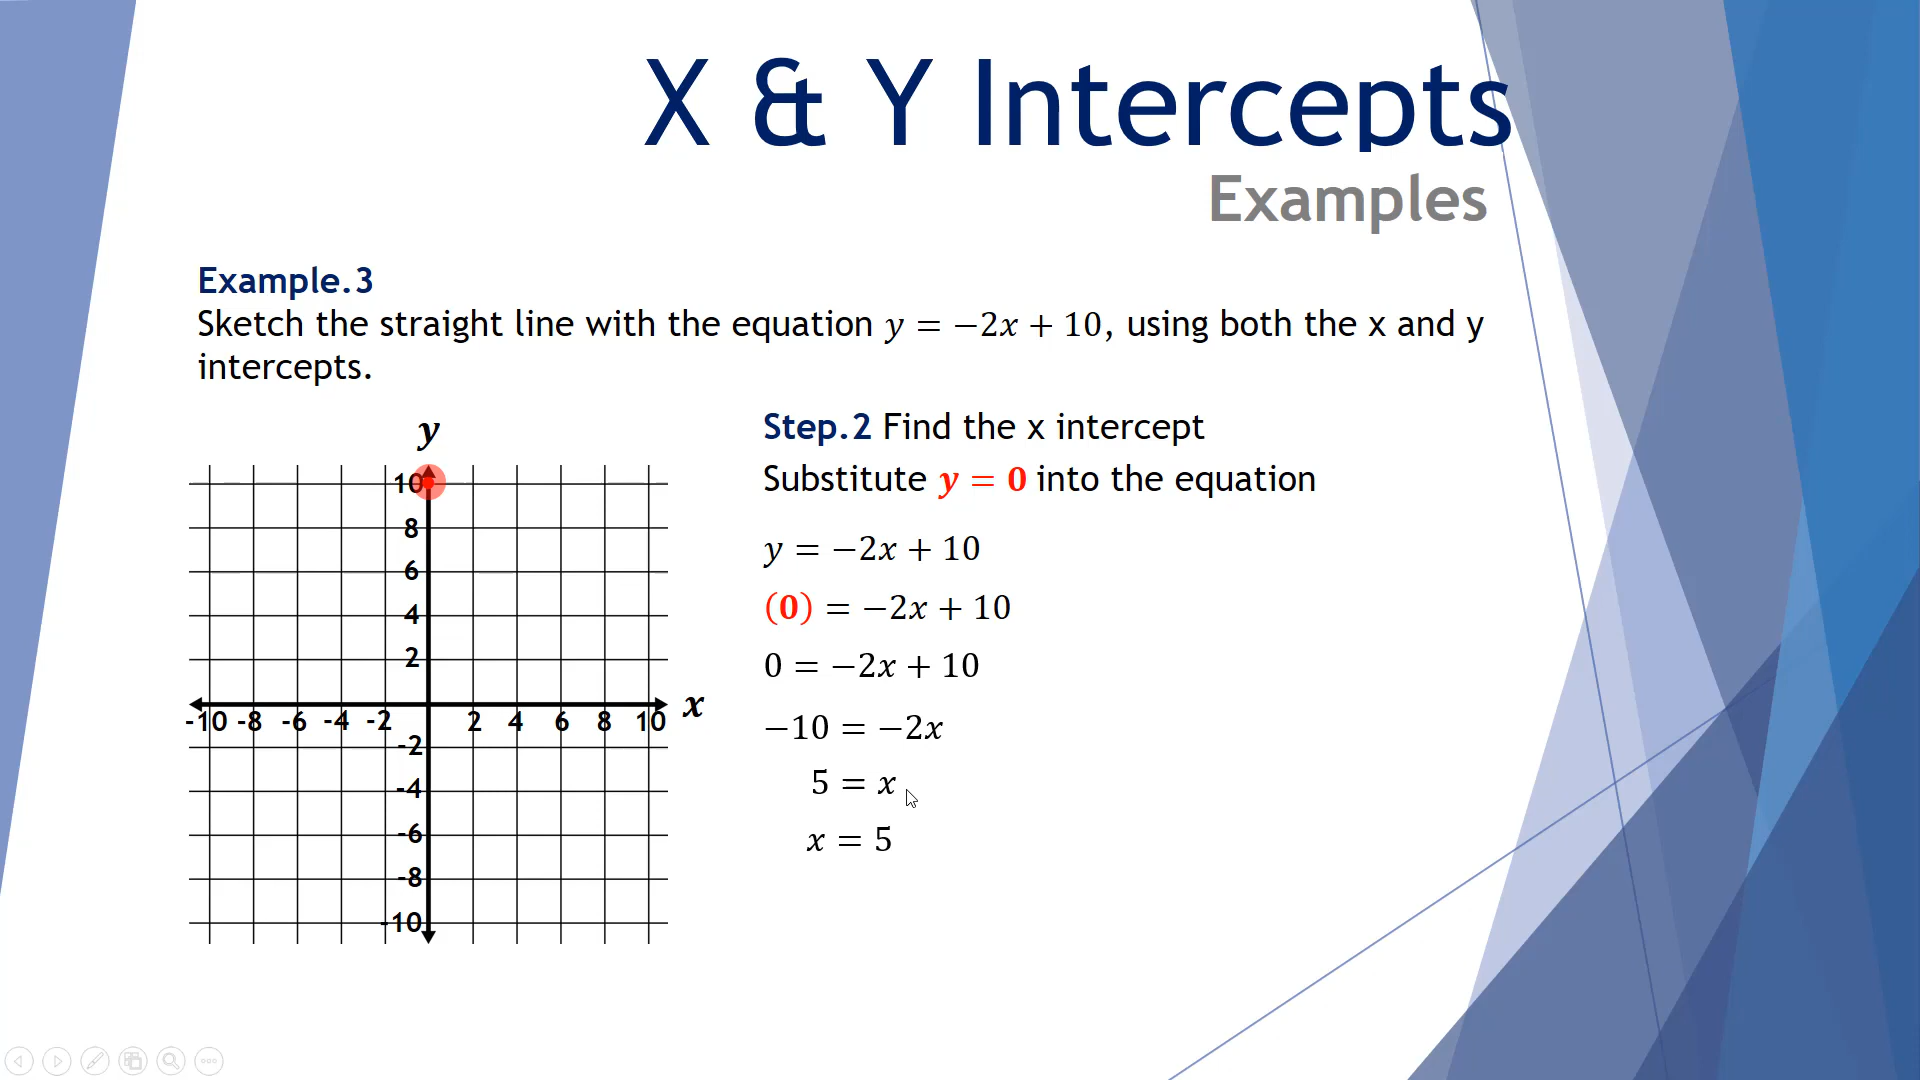 X & Y Intercepts
Examples
Example.3
Sketch the straight line with the equation y = −2x + 10, using both the x and y
intercepts.
y
10
8
6
4
2
x
-10 -8 -6 -4 -2 2 4 6 8 10
-2
-4
-6
-8
-10
Step.2 Find the x intercept
Substitute y = 0 into the equation
y = −2x + 10
(0) = −2x + 10
0 = −2x + 10
−10 = −2x
5 = x
x = 5